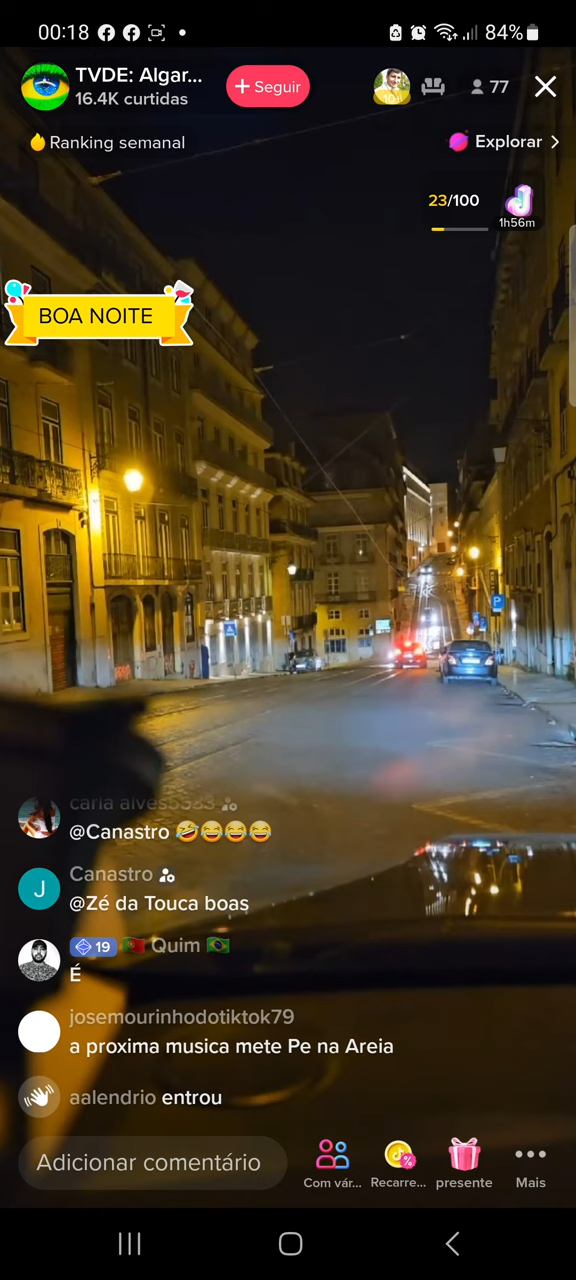 00:18
84%
TVDE: Algar...
16.4K curtidas
+ Seguir
77
Ranking semanal
Explorar >
23/100
1h56m
BOA NOITE
carla alves5333
@Canastro 🤣😂😂😂
J
Canastro
@Zé da Touca boas
19 🇵🇹 Quim 🇧🇷
É
josemourinhodotiktok79
a proxima musica mete Pe na Areia
aalendrio entrou
Adicionar comentário
Com vár...
Recarre...
presente
Mais
P